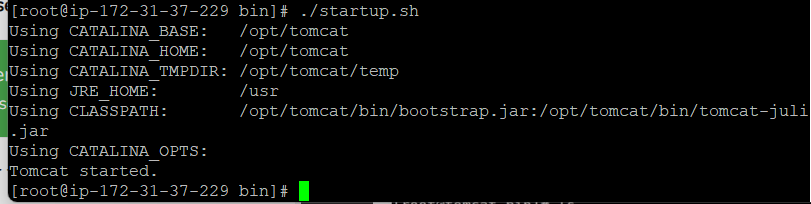 [root@ip-172-31-37-229 bin]# ./startup.sh
Using CATALINA_BASE:   /opt/tomcat
Using CATALINA_HOME:   /opt/tomcat
Using CATALINA_TMPDIR: /opt/tomcat/temp
Using JRE_HOME:        /usr
Using CLASSPATH:       /opt/tomcat/bin/bootstrap.jar:/opt/tomcat/bin/tomcat-juli
.jar
Using CATALINA_OPTS:
Tomcat started.
[root@ip-172-31-37-229 bin]#